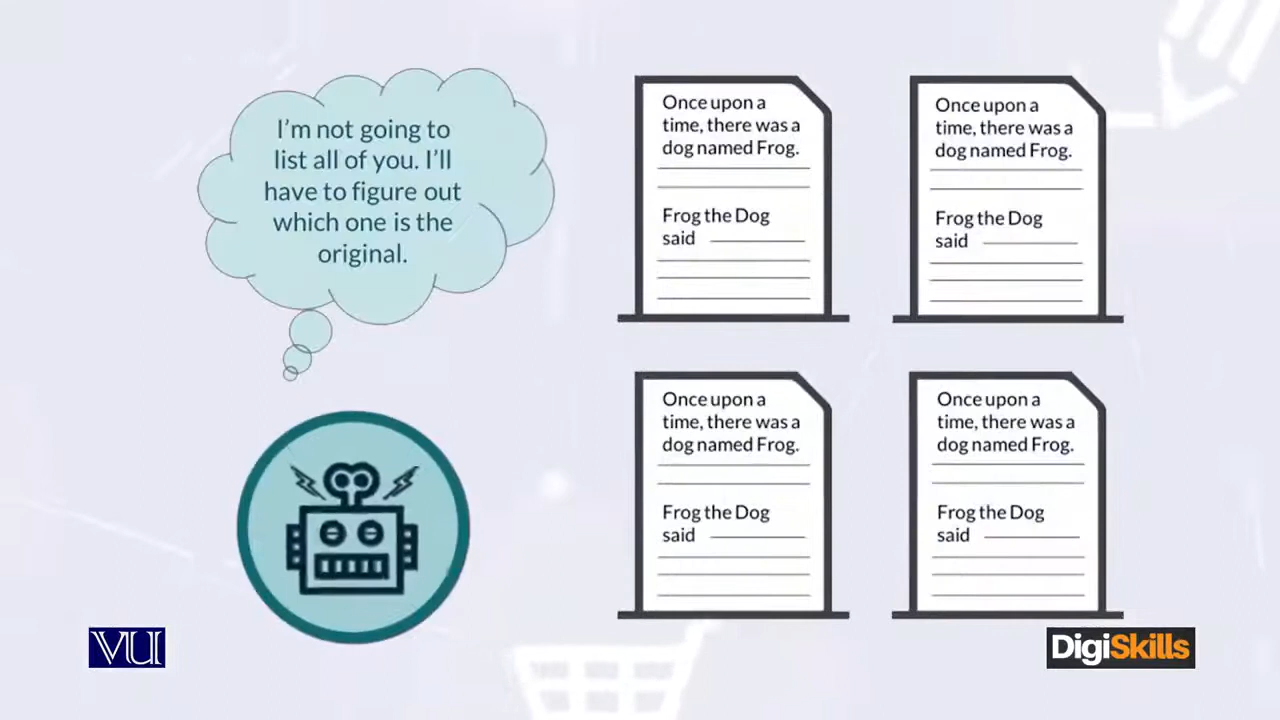 I'm not going to
list all of you. I'll
have to figure out
which one is the
original.
Once upon a
time, there was a
dog named Frog.
Frog the Dog
said
Once upon a
time, there was a
dog named Frog.
Frog the Dog
said
Once upon a
time, there was a
dog named Frog.
Frog the Dog
said
Once upon a
time, there was a
dog named Frog.
Frog the Dog
said
VU
DigiSkills